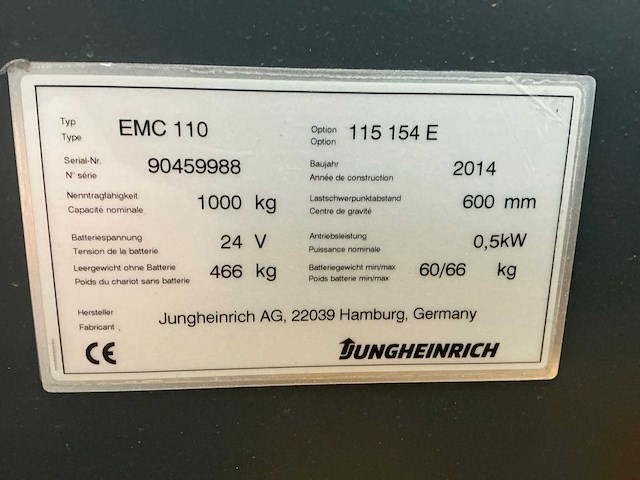 Typ Type EMC 110 Option Option 115 154 E
Serial-Nr. N° série 90459988 Baujahr Année de construction 2014
Nenntragfähigkeit Capacité nominale 1000 kg Lastschwerpunktabstand Centre de gravité 600 mm
Batteriespannung Tension de la batterie 24 V Antriebsleistung Puissance nominale 0,5kW
Leergewicht ohne Batterie Poids du chariot sans batterie 466 kg Batteriegewicht min/max Poids batterie min/max 60/66 kg
Hersteller Fabricant Jungheinrich AG, 22039 Hamburg, Germany
CE JUNGHEINRICH